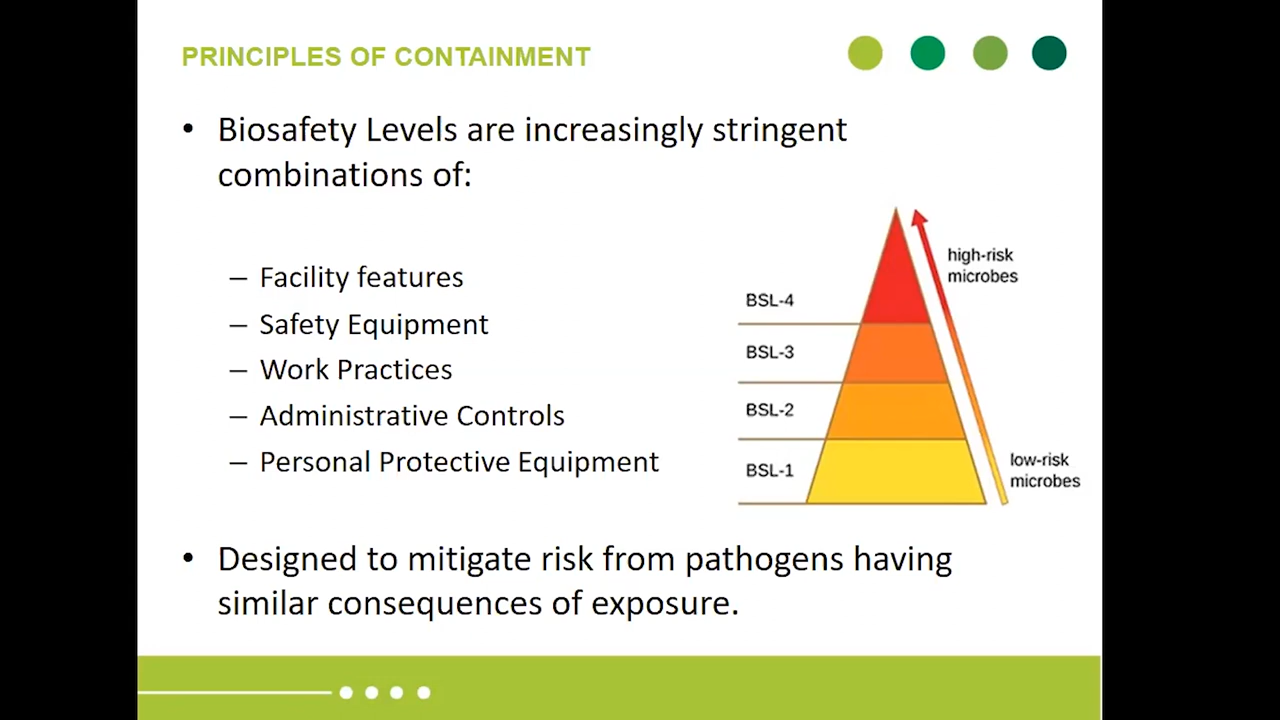 PRINCIPLES OF CONTAINMENT
• Biosafety Levels are increasingly stringent
combinations of:
– Facility features
– Safety Equipment
– Work Practices
– Administrative Controls
– Personal Protective Equipment
high-risk
microbes
BSL-4
BSL-3
BSL-2
BSL-1
low-risk
microbes
• Designed to mitigate risk from pathogens having
similar consequences of exposure.